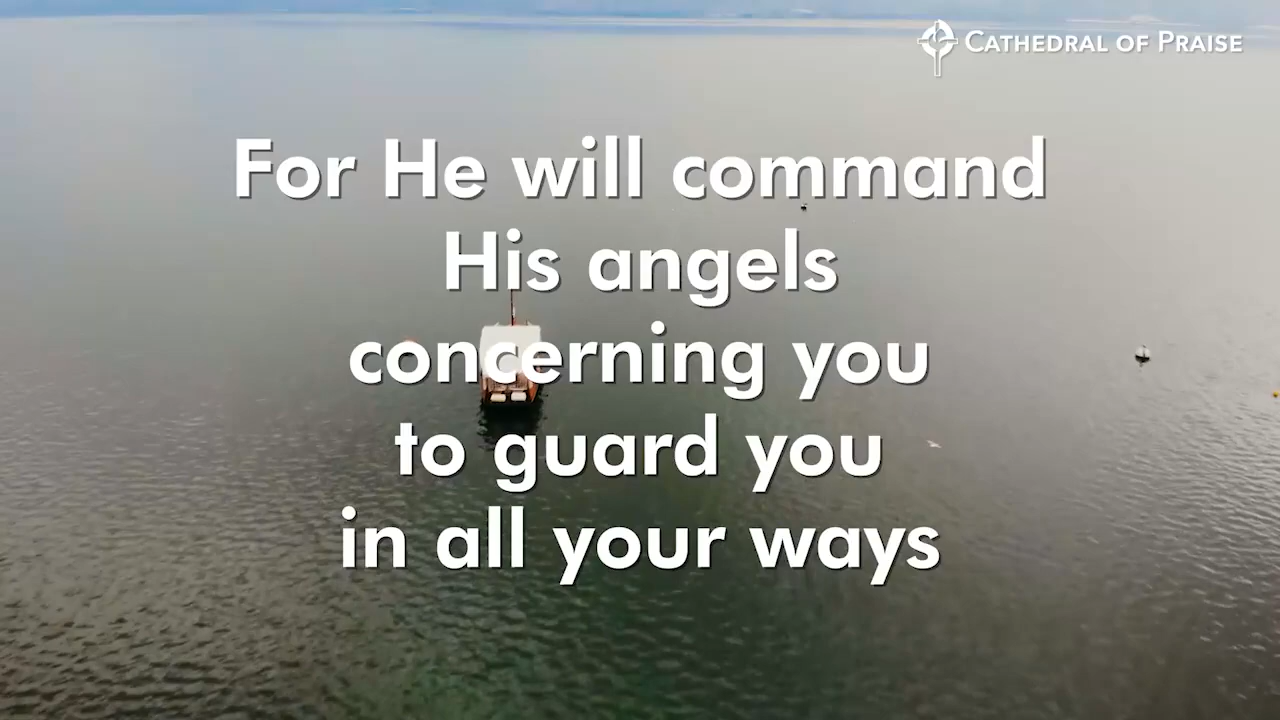 CATHEDRAL OF PRAISE
For He will command
His angels
concerning you
to guard you
in all your ways